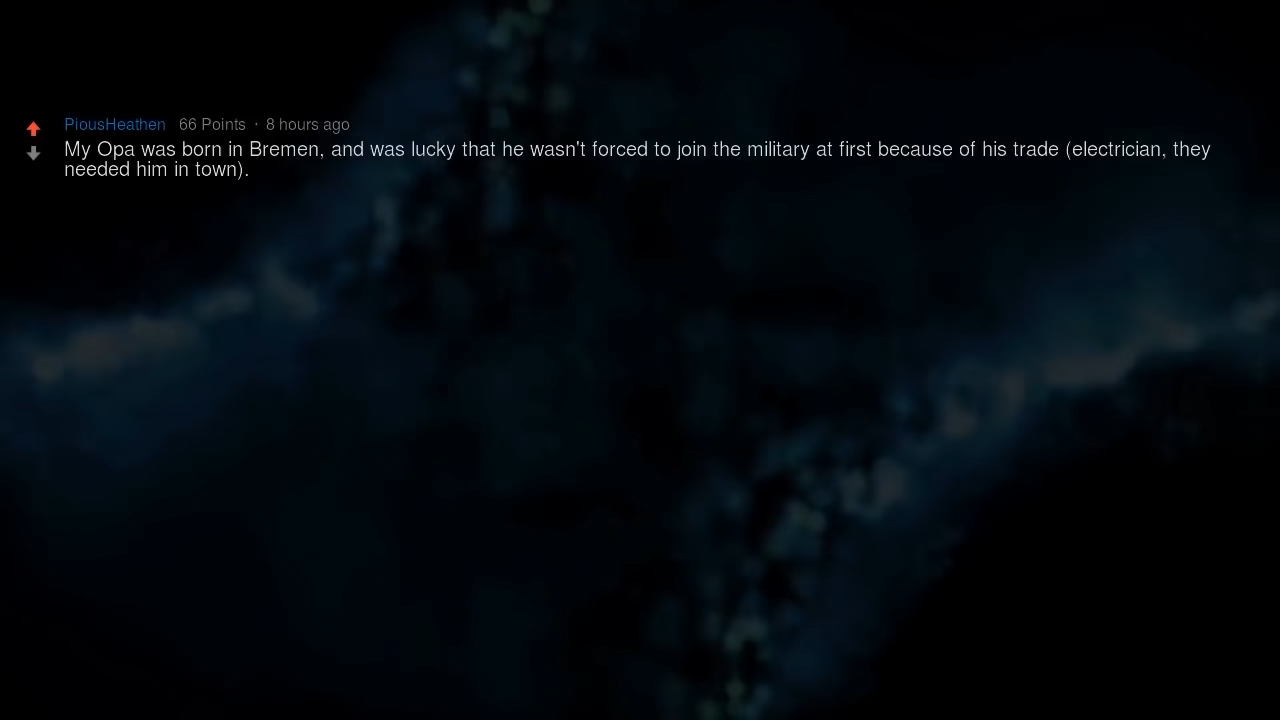 PiousHeathen 66 Points · 8 hours ago
My Opa was born in Bremen, and was lucky that he wasn't forced to join the military at first because of his trade (electrician, they
needed him in town).